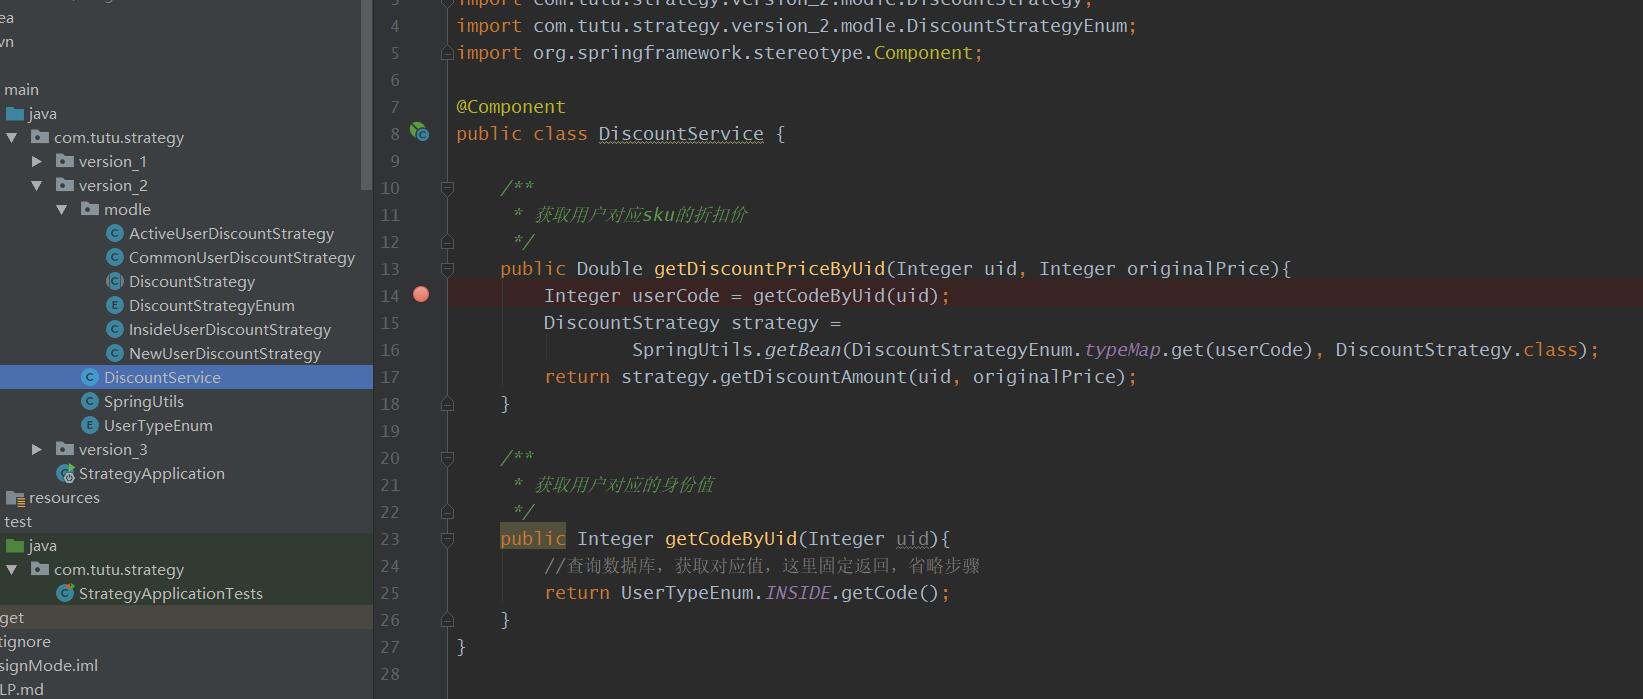 ea
vn
main
java
com.tutu.strategy
version_1
version_2
modle
ActiveUserDiscountStrategy
CommonUserDiscountStrategy
DiscountStrategy
DiscountStrategyEnum
InsideUserDiscountStrategy
NewUserDiscountStrategy
DiscountService
SpringUtils
UserTypeEnum
version_3
StrategyApplication
resources
test
java
com.tutu.strategy
StrategyApplicationTests
get
tignore
signMode.iml
LP.md
3 import com.tutu.strategy.version_2.modle.DiscountStrategy;
4 import com.tutu.strategy.version_2.modle.DiscountStrategyEnum;
5 import org.springframework.stereotype.Component;
6
7 @Component
8 public class DiscountService {
9
10 /**
11 * 获取用户对应sku的折扣价
12 */
13 public Double getDiscountPriceByUid(Integer uid, Integer originalPrice){
14 Integer userCode = getCodeByUid(uid);
15 DiscountStrategy strategy =
16 SpringUtils.getBean(DiscountStrategyEnum.typeMap.get(userCode), DiscountStrategy.class);
17 return strategy.getDiscountAmount(uid, originalPrice);
18 }
19
20 /**
21 * 获取用户对应的身份值
22 */
23 public Integer getCodeByUid(Integer uid){
24 //查询数据库，获取对应值，这里固定返回，省略步骤
25 return UserTypeEnum.INSIDE.getCode();
26 }
27 }
28